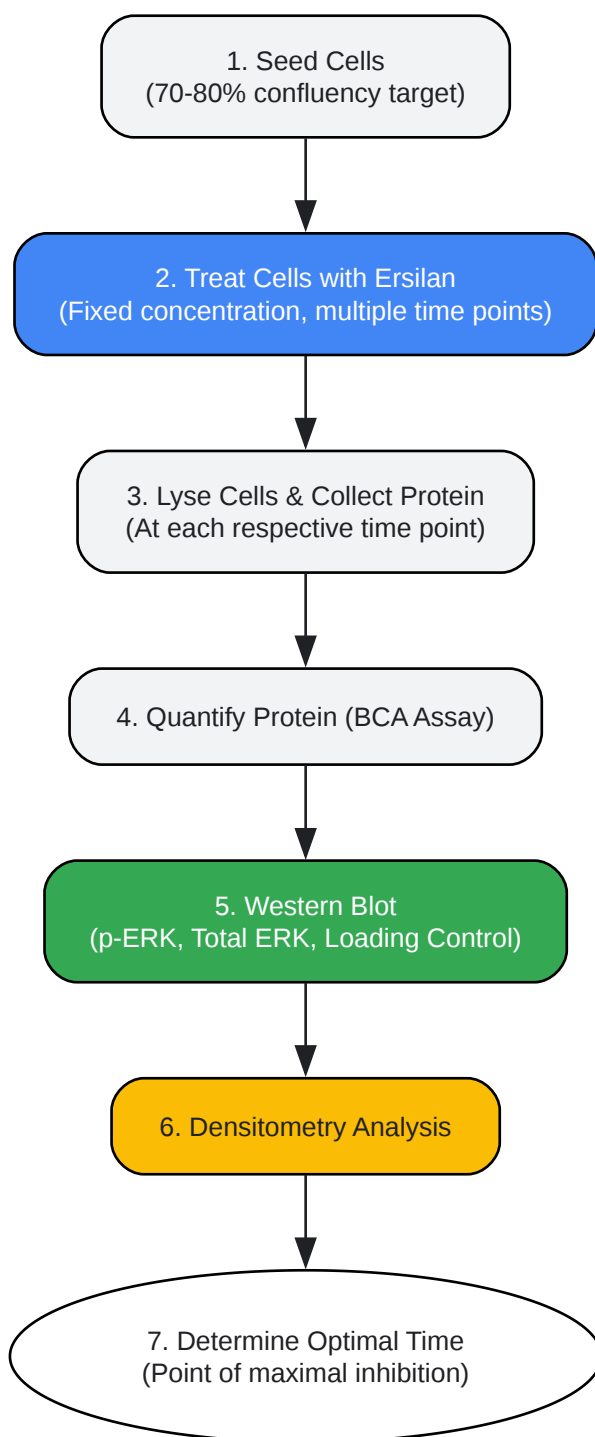 1. Seed Cells
(70-80% confluency target)
2. Treat Cells with Ersilan
(Fixed concentration, multiple time points)
3. Lyse Cells & Collect Protein
(At each respective time point)
4. Quantify Protein (BCA Assay)
5. Western Blot
(p-ERK, Total ERK, Loading Control)
6. Densitometry Analysis
7. Determine Optimal Time
(Point of maximal inhibition)